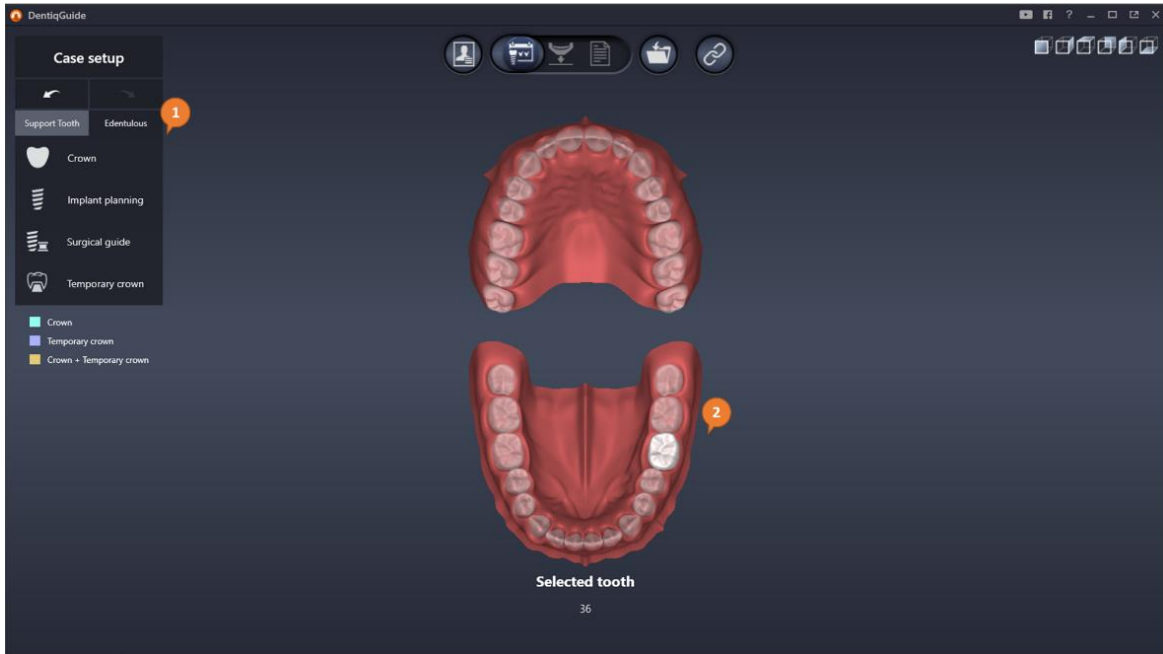 DentiqGuide
?
Case setup
1
Support Tooth Edentulous
Crown
Implant planning
Surgical guide
Temporary crown
Crown
Temporary crown
Crown + Temporary crown
2
Selected tooth
36